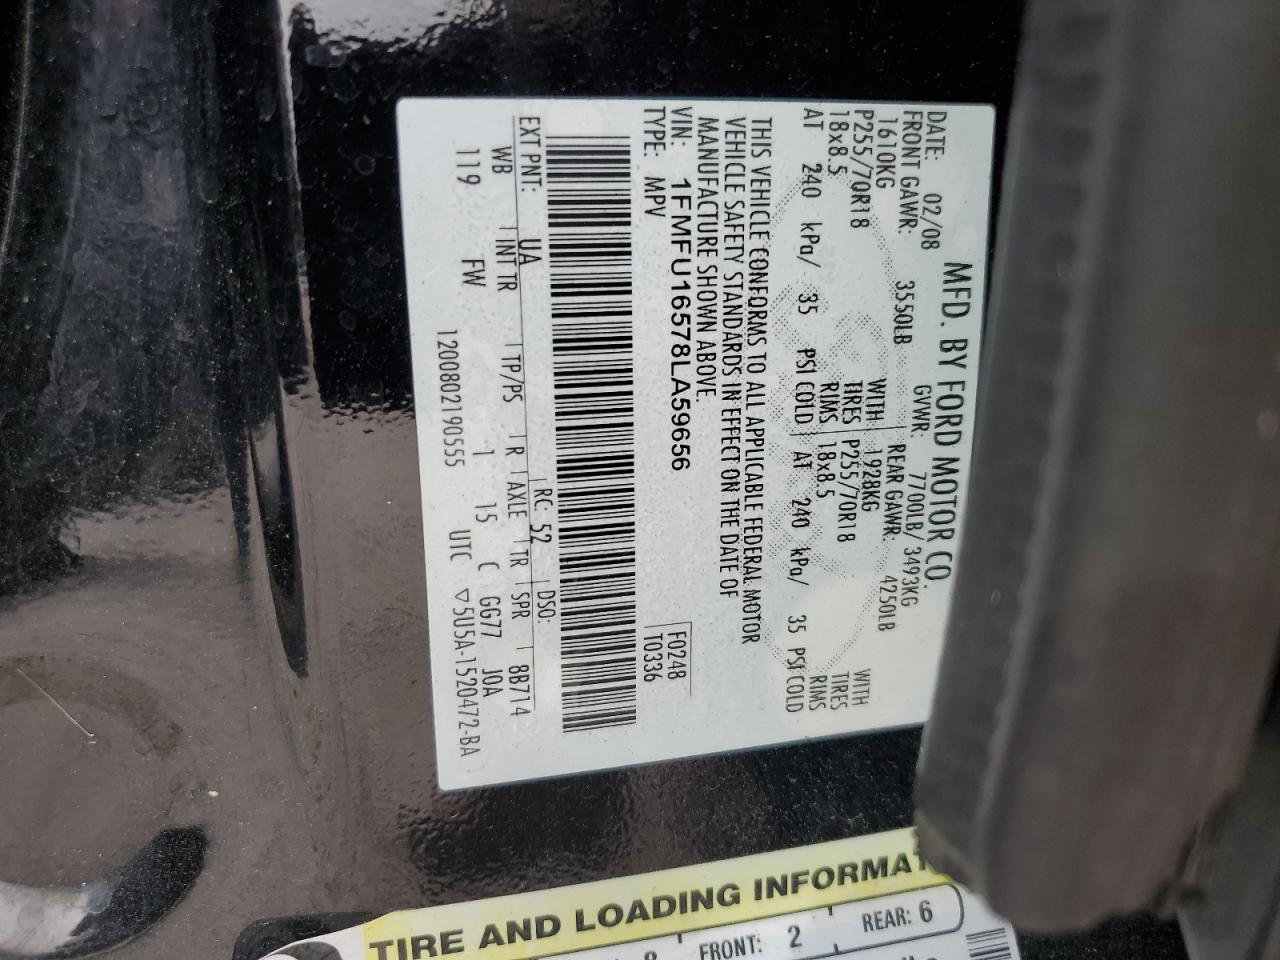 MFD. BY FORD MOTOR CO.
DATE: 02/08 GVWR: 7700LB/ 3493KG
FRONT GAWR: 3550LB REAR GAWR: 4250LB
1610KG WITH 1928KG WITH
P255/70R18 TIRES P255/70R18 TIRES
18x8.5 RIMS 18x8.5 RIMS
AT 240 kPa/ 35 PSI COLD AT 240 kPa/ 35 PSI COLD
THIS VEHICLE CONFORMS TO ALL APPLICABLE FEDERAL MOTOR
VEHICLE SAFETY STANDARDS IN EFFECT ON THE DATE OF
MANUFACTURE SHOWN ABOVE.
VIN: 1FMFU16578LA59656 F0248
TYPE: MPV T0336
EXT PNT: UA RC: 52 DSO:
WB INT TR TP/PS R AXLE TR SPR 8B714
119 FW 1 15 C GG77 J0A
1200802190555 UTC ▽5U5A-1520472-BA
TIRE AND LOADING INFORMAT
FRONT: 2 REAR: 6